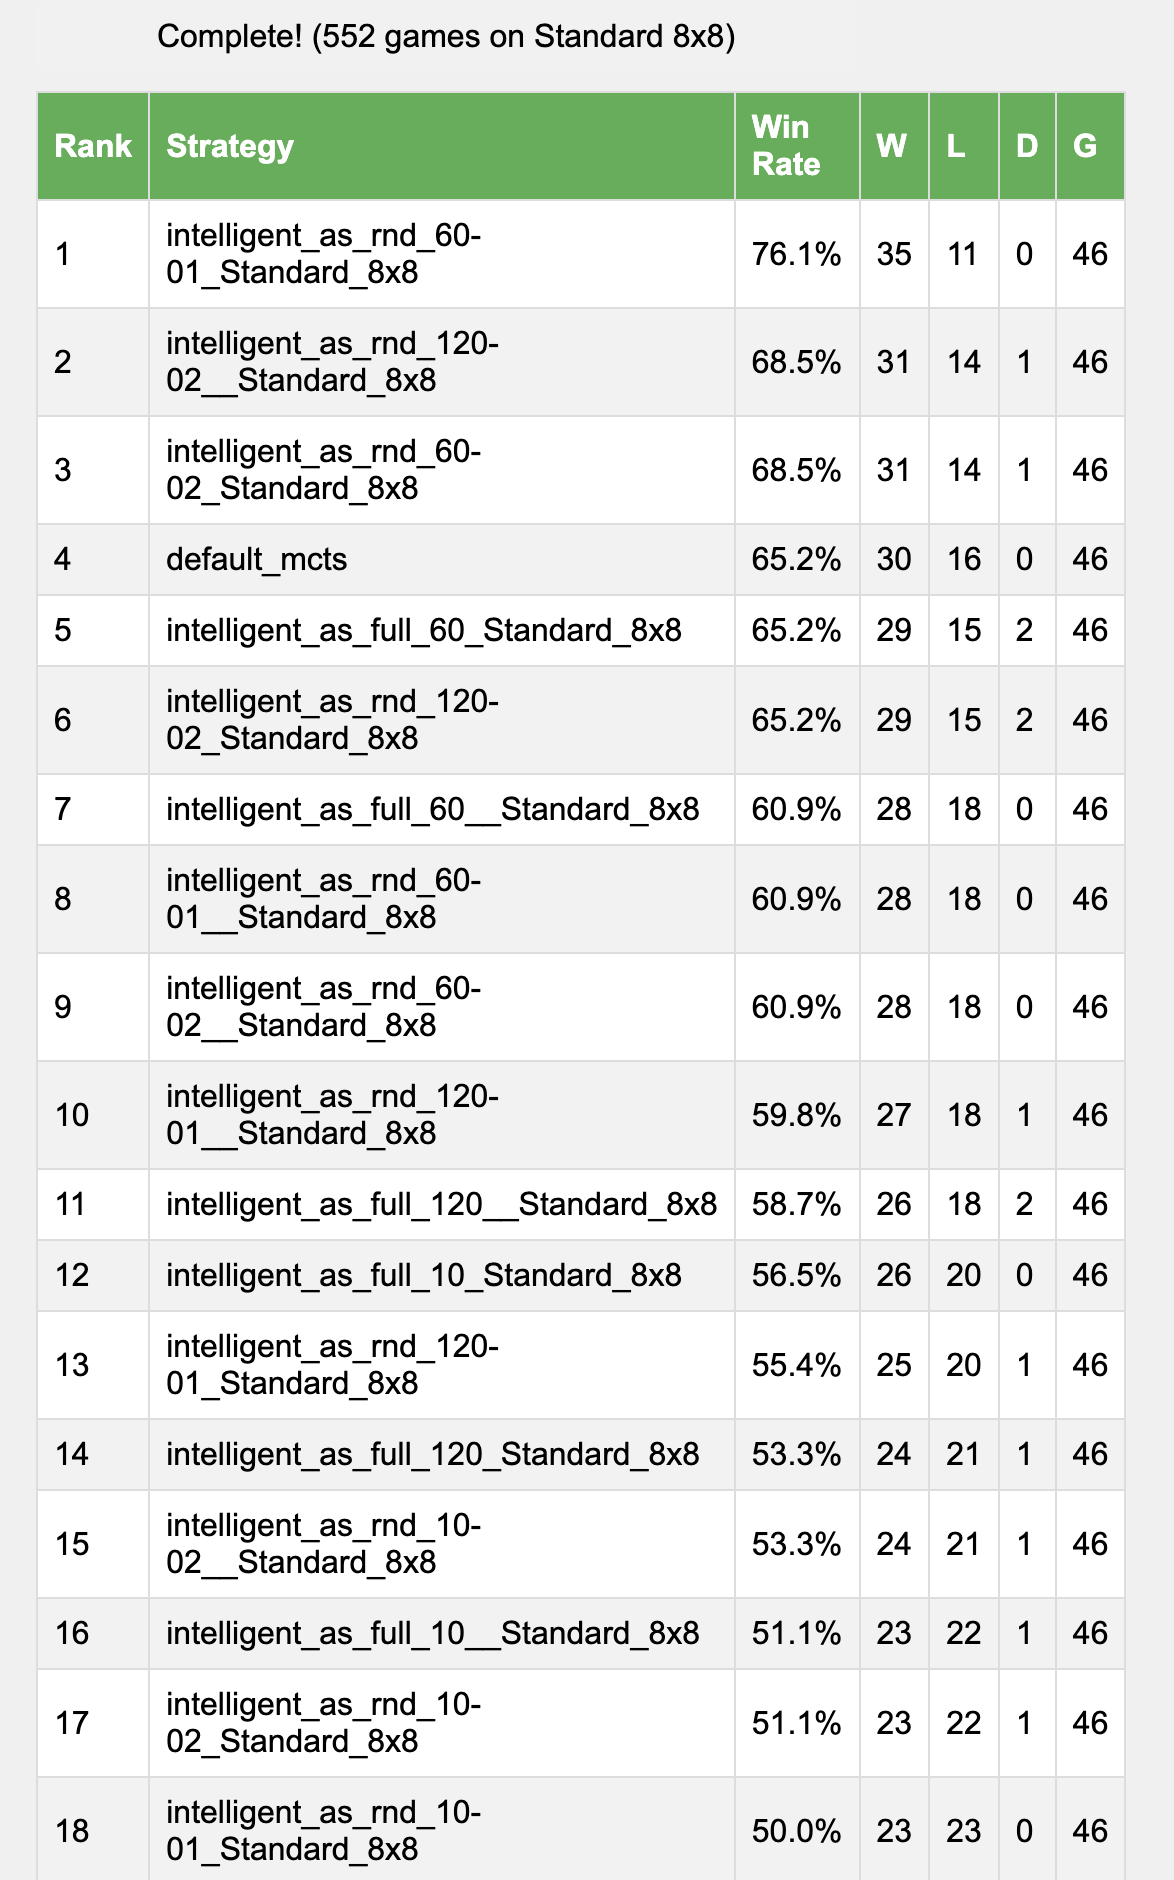 Complete! (552 games on Standard 8x8)
Rank Strategy Win Rate W L D G
1 intelligent_as_rnd_60-
01_Standard_8x8 76.1% 35 11 0 46
2 intelligent_as_rnd_120-
02__Standard_8x8 68.5% 31 14 1 46
3 intelligent_as_rnd_60-
02_Standard_8x8 68.5% 31 14 1 46
4 default_mcts 65.2% 30 16 0 46
5 intelligent_as_full_60_Standard_8x8 65.2% 29 15 2 46
6 intelligent_as_rnd_120-
02_Standard_8x8 65.2% 29 15 2 46
7 intelligent_as_full_60__Standard_8x8 60.9% 28 18 0 46
8 intelligent_as_rnd_60-
01__Standard_8x8 60.9% 28 18 0 46
9 intelligent_as_rnd_60-
02__Standard_8x8 60.9% 28 18 0 46
10 intelligent_as_rnd_120-
01__Standard_8x8 59.8% 27 18 1 46
11 intelligent_as_full_120__Standard_8x8 58.7% 26 18 2 46
12 intelligent_as_full_10_Standard_8x8 56.5% 26 20 0 46
13 intelligent_as_rnd_120-
01_Standard_8x8 55.4% 25 20 1 46
14 intelligent_as_full_120_Standard_8x8 53.3% 24 21 1 46
15 intelligent_as_rnd_10-
02__Standard_8x8 53.3% 24 21 1 46
16 intelligent_as_full_10__Standard_8x8 51.1% 23 22 1 46
17 intelligent_as_rnd_10-
02_Standard_8x8 51.1% 23 22 1 46
18 intelligent_as_rnd_10-
01_Standard_8x8 50.0% 23 23 0 46